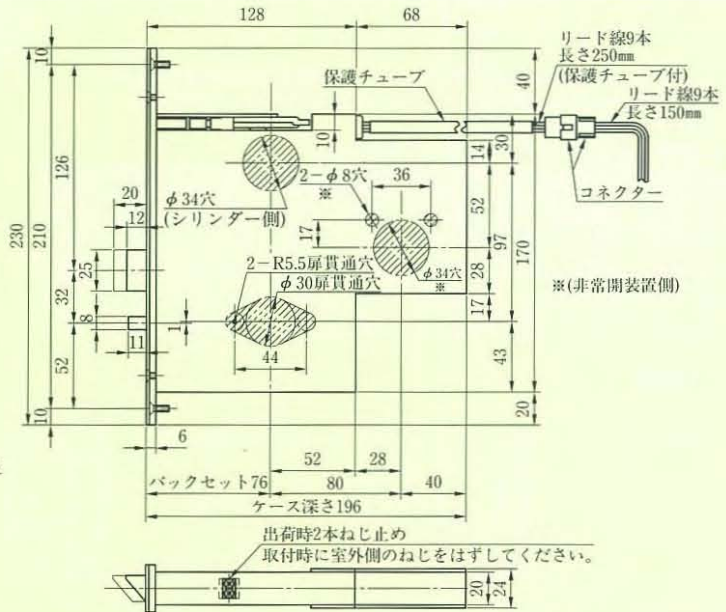 128
68
リード線9本
長さ250㎜
(保護チューブ付)
リード線9本
長さ150㎜
保護チューブ
コネクター
10
40
10
14
30
126
20
12
φ34穴
(シリンダー側)
2-φ8穴
※
36
52
17
97
170
230
210
25
2-R5.5扉貫通穴
φ30扉貫通穴
φ34穴
※
28
※(非常開装置側)
32
8
1
17
11
44
52
43
10
20
6
52
28
バックセット76
80
40
ケース深さ196
出荷時2本ねじ止め
取付時に室外側のねじをはずしてください。
20
24